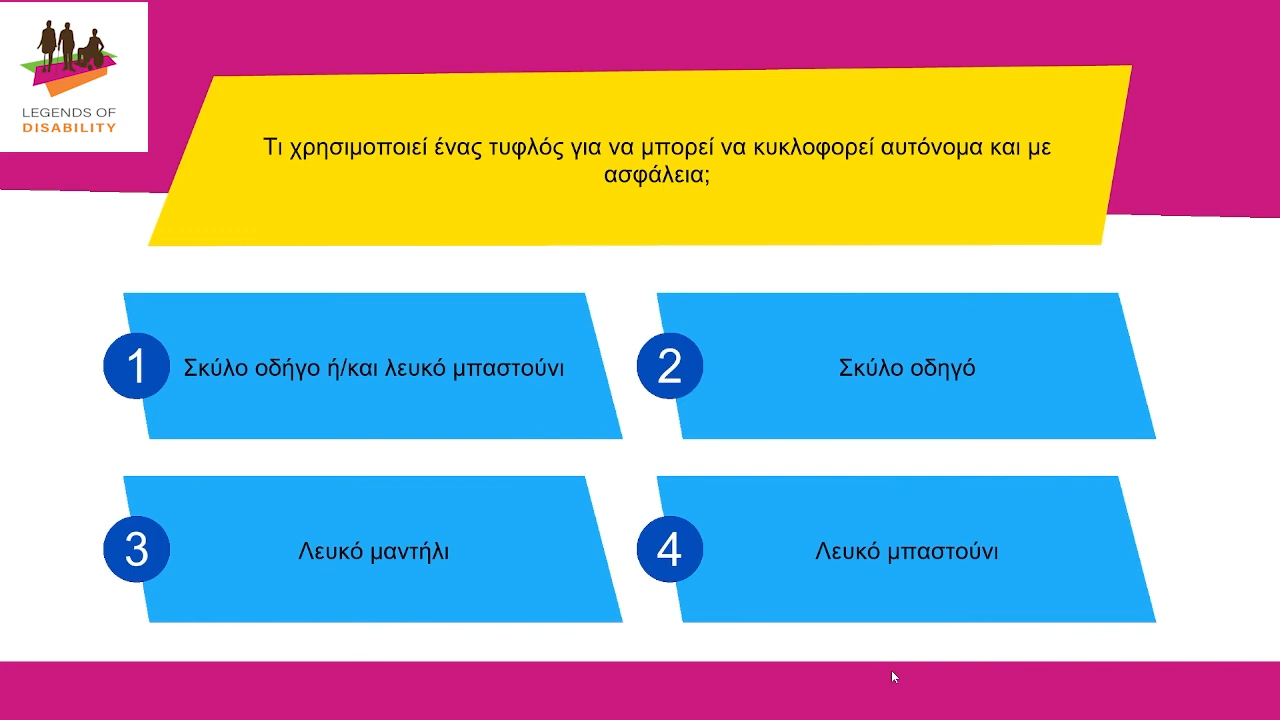 LEGENDS OF
DISABILITY
Τι χρησιμοποιεί ένας τυφλός για να μπορεί να κυκλοφορεί αυτόνομα και με
ασφάλεια;
1
Σκύλο οδήγο ή/και λευκό μπαστούνι
2
Σκύλο οδηγό
3
Λευκό μαντήλι
4
Λευκό μπαστούνι